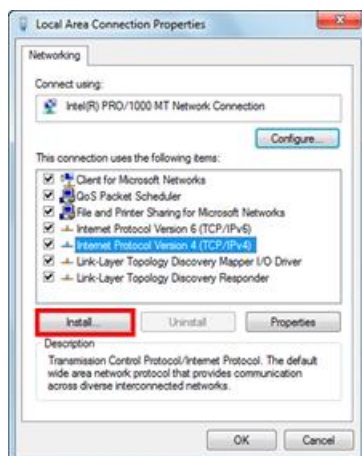 Local Area Connection Properties
Networking
Connect using:
Intel(R) PRO/1000 MT Network Connection
Configure...
This connection uses the following items:
Client for Microsoft Networks
QoS Packet Scheduler
File and Printer Sharing for Microsoft Networks
Internet Protocol Version 6 (TCP/IPv6)
Internet Protocol Version 4 (TCP/IPv4)
Link-Layer Topology Discovery Mapper I/O Driver
Link-Layer Topology Discovery Responder
Install... Uninstall Properties
Description
Transmission Control Protocol/Internet Protocol. The default
wide area network protocol that provides communication
across diverse interconnected networks.
OK Cancel